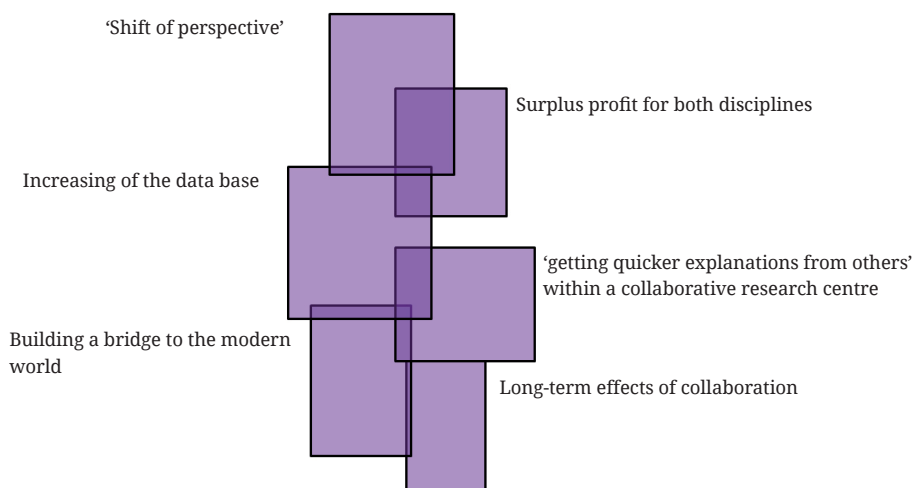 ‘Shift of perspective’
Surplus profit for both disciplines
Increasing of the data base
‘getting quicker explanations from others’
within a collaborative research centre
Building a bridge to the modern
world
Long-term effects of collaboration